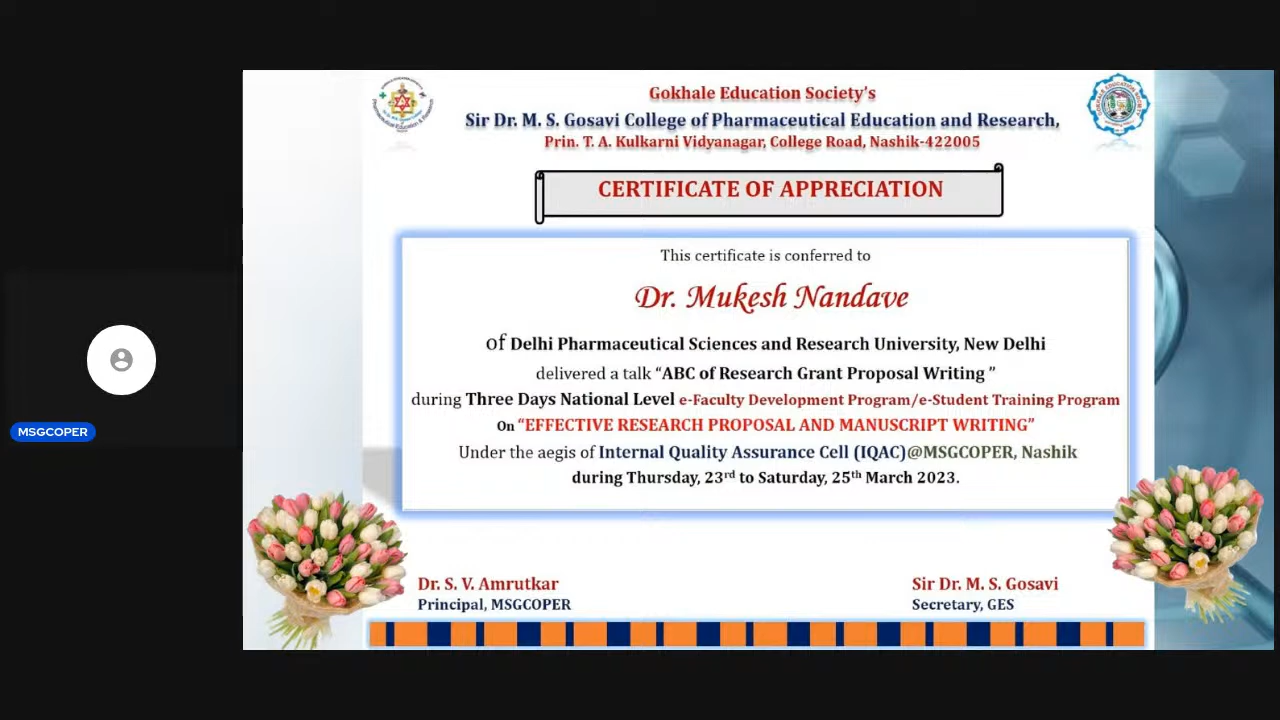 Gokhale Education Society's
Sir Dr. M. S. Gosavi College of Pharmaceutical Education and Research,
Prin. T. A. Kulkarni Vidyanagar, College Road, Nashik-422005
CERTIFICATE OF APPRECIATION
This certificate is conferred to
Dr. Mukesh Nandave
of Delhi Pharmaceutical Sciences and Research University, New Delhi
delivered a talk “ABC of Research Grant Proposal Writing ”
during Three Days National Level e-Faculty Development Program/e-Student Training Program
On “EFFECTIVE RESEARCH PROPOSAL AND MANUSCRIPT WRITING”
Under the aegis of Internal Quality Assurance Cell (IQAC)@MSGCOPER, Nashik
during Thursday, 23rd to Saturday, 25th March 2023.
MSGCOPER
Dr. S. V. Amrutkar
Principal, MSGCOPER
Sir Dr. M. S. Gosavi
Secretary, GES